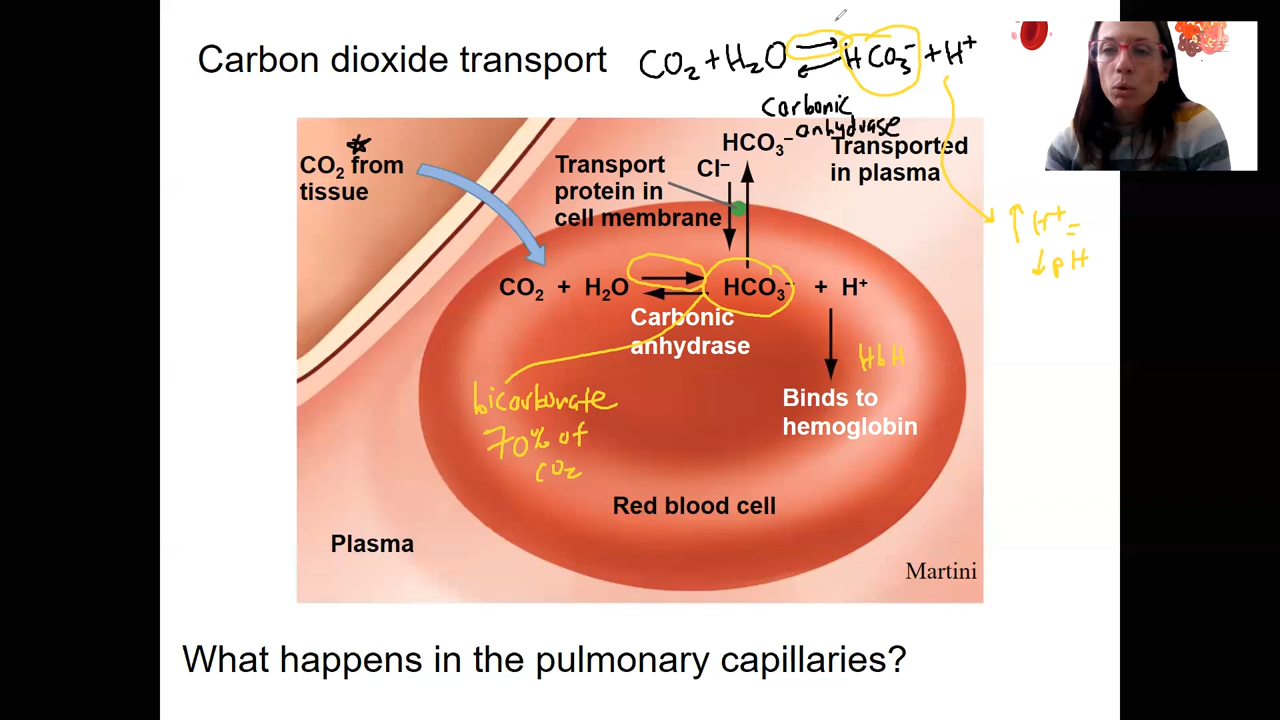 Carbon dioxide transport
CO₂ + H₂O ⇌ HCO₃⁻ + H⁺
carbonic
anhydrase
CO₂ from
tissue
Transport
protein in
cell membrane
Cl⁻
HCO₃⁻
Transported
in plasma
↑ H⁺ =
↓ pH
CO₂ + H₂O ⇌ HCO₃⁻ + H⁺
Carbonic
anhydrase
HbH
Binds to
hemoglobin
bicarbonate
70% of
CO₂
Red blood cell
Plasma
Martini
What happens in the pulmonary capillaries?